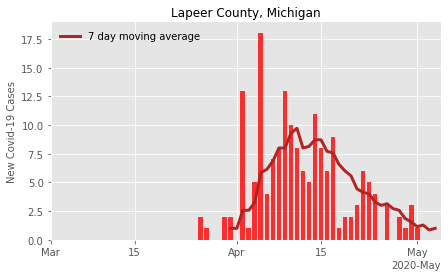 Lapeer County, Michigan
7 day moving average
New Covid-19 Cases
17.5
15.0
12.5
10.0
7.5
5.0
2.5
0.0
Mar
15
Apr
15
May
2020-May